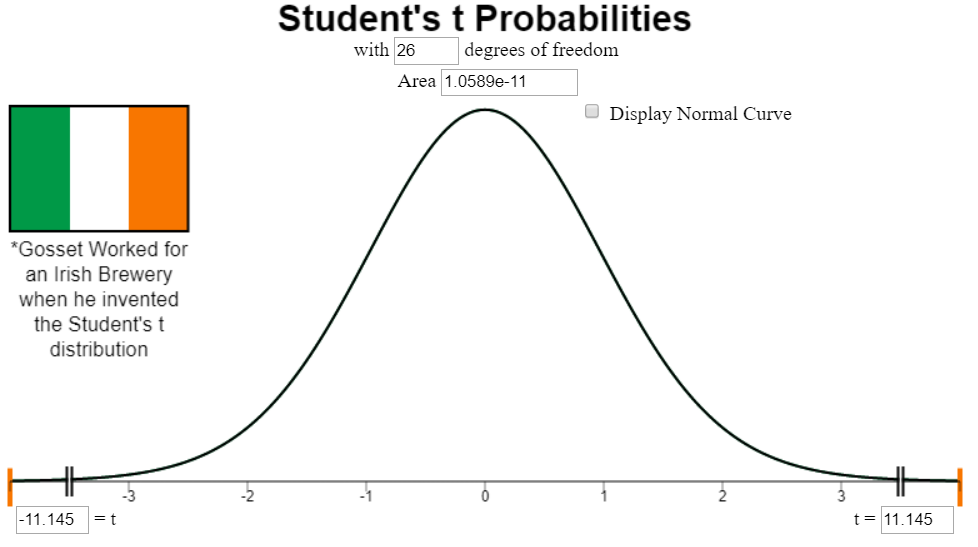 Student's t Probabilities
with 26 degrees of freedom
Area 1.0589e-11
Display Normal Curve
*Gosset Worked for
an Irish Brewery
when he invented
the Student's t
distribution
-3 -2 -1 0 1 2 3
-11.145 = t
t = 11.145